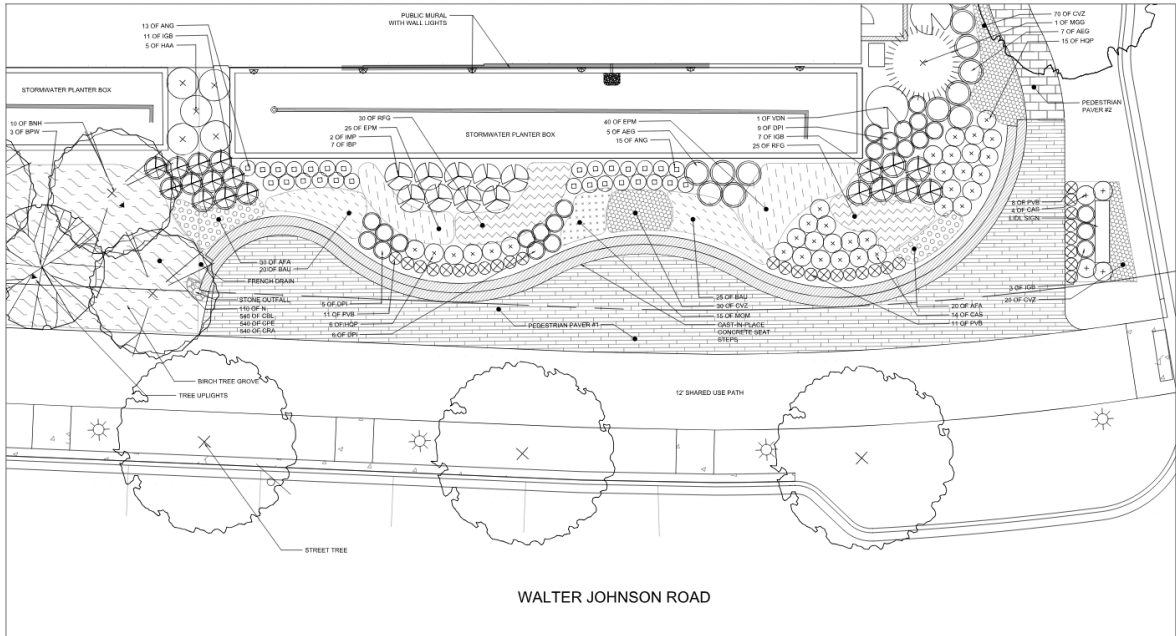 13 OF ANG
11 OF IGB
5 OF HAA
PUBLIC MURAL
WITH WALL LIGHTS
70 OF CVZ
1 OF MGG
7 OF AEG
15 OF HQP
STORMWATER PLANTER BOX
10 OF BNH
3 OF BPW
30 OF RFG
25 OF EPM
2 OF IMP
7 OF IBP
STORMWATER PLANTER BOX
40 OF EPM
5 OF AEG
15 OF ANG
1 OF VDN
9 OF DPI
7 OF IGB
25 OF RFG
PEDESTRIAN
PAVER #2
8 OF PVB
4 OF CAS
LIDL SIGN
30 OF AFA
20 OF BAU
FRENCH DRAIN
STONE OUTFALL
540 OF CBL
540 OF CPE
540 OF CRA
5 OF DPI
11 OF PVB
8 OF HQP
6 OF DPI
PEDESTRIAN PAVER #1
25 OF BAU
30 OF CVZ
15 OF MOM
CAST-IN-PLACE
CONCRETE SEAT
STEPS
3 OF IGB
20 OF CVZ
20 OF AFA
14 OF CAS
11 OF PVB
BIRCH TREE GROVE
TREE UPLIGHTS
12' SHARED USE PATH
STREET TREE
WALTER JOHNSON ROAD